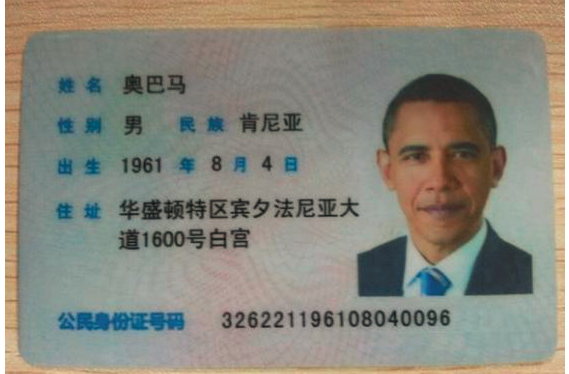 姓名 奥巴马
性别 男 民族 肯尼亚
出生 1961 年 8 月 4 日
住址 华盛顿特区宾夕法尼亚大
道1600号白宫
公民身份证号码 326221196108040096